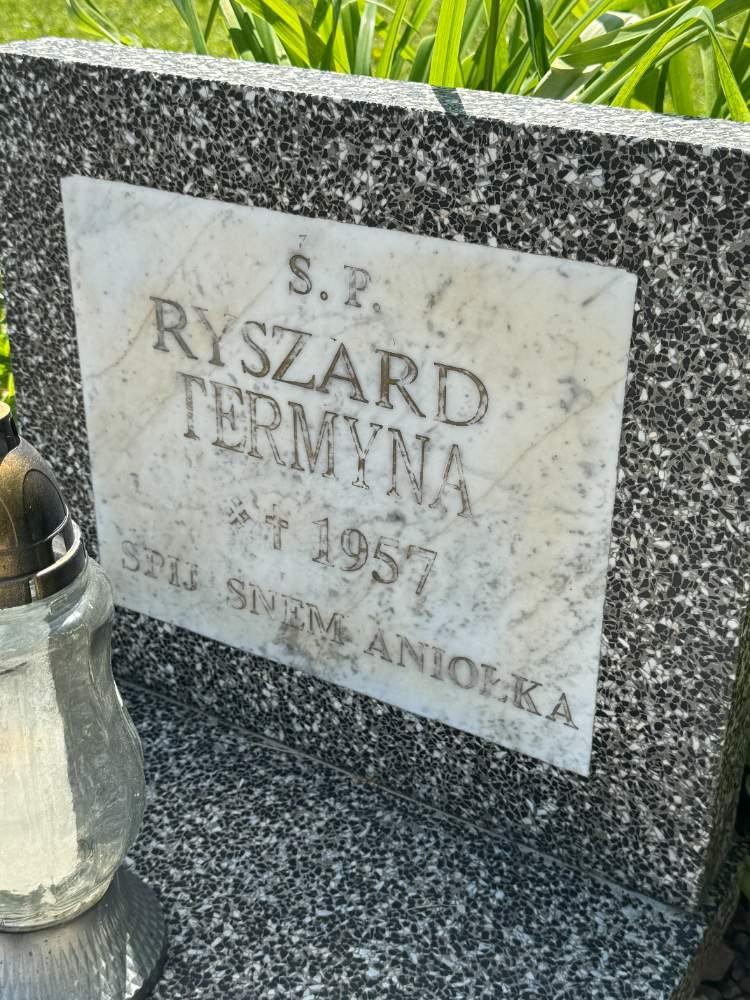 Ś. P.
RYSZARD
TERMYNA
* † 1957
SPIJ SNEM ANIOŁKA